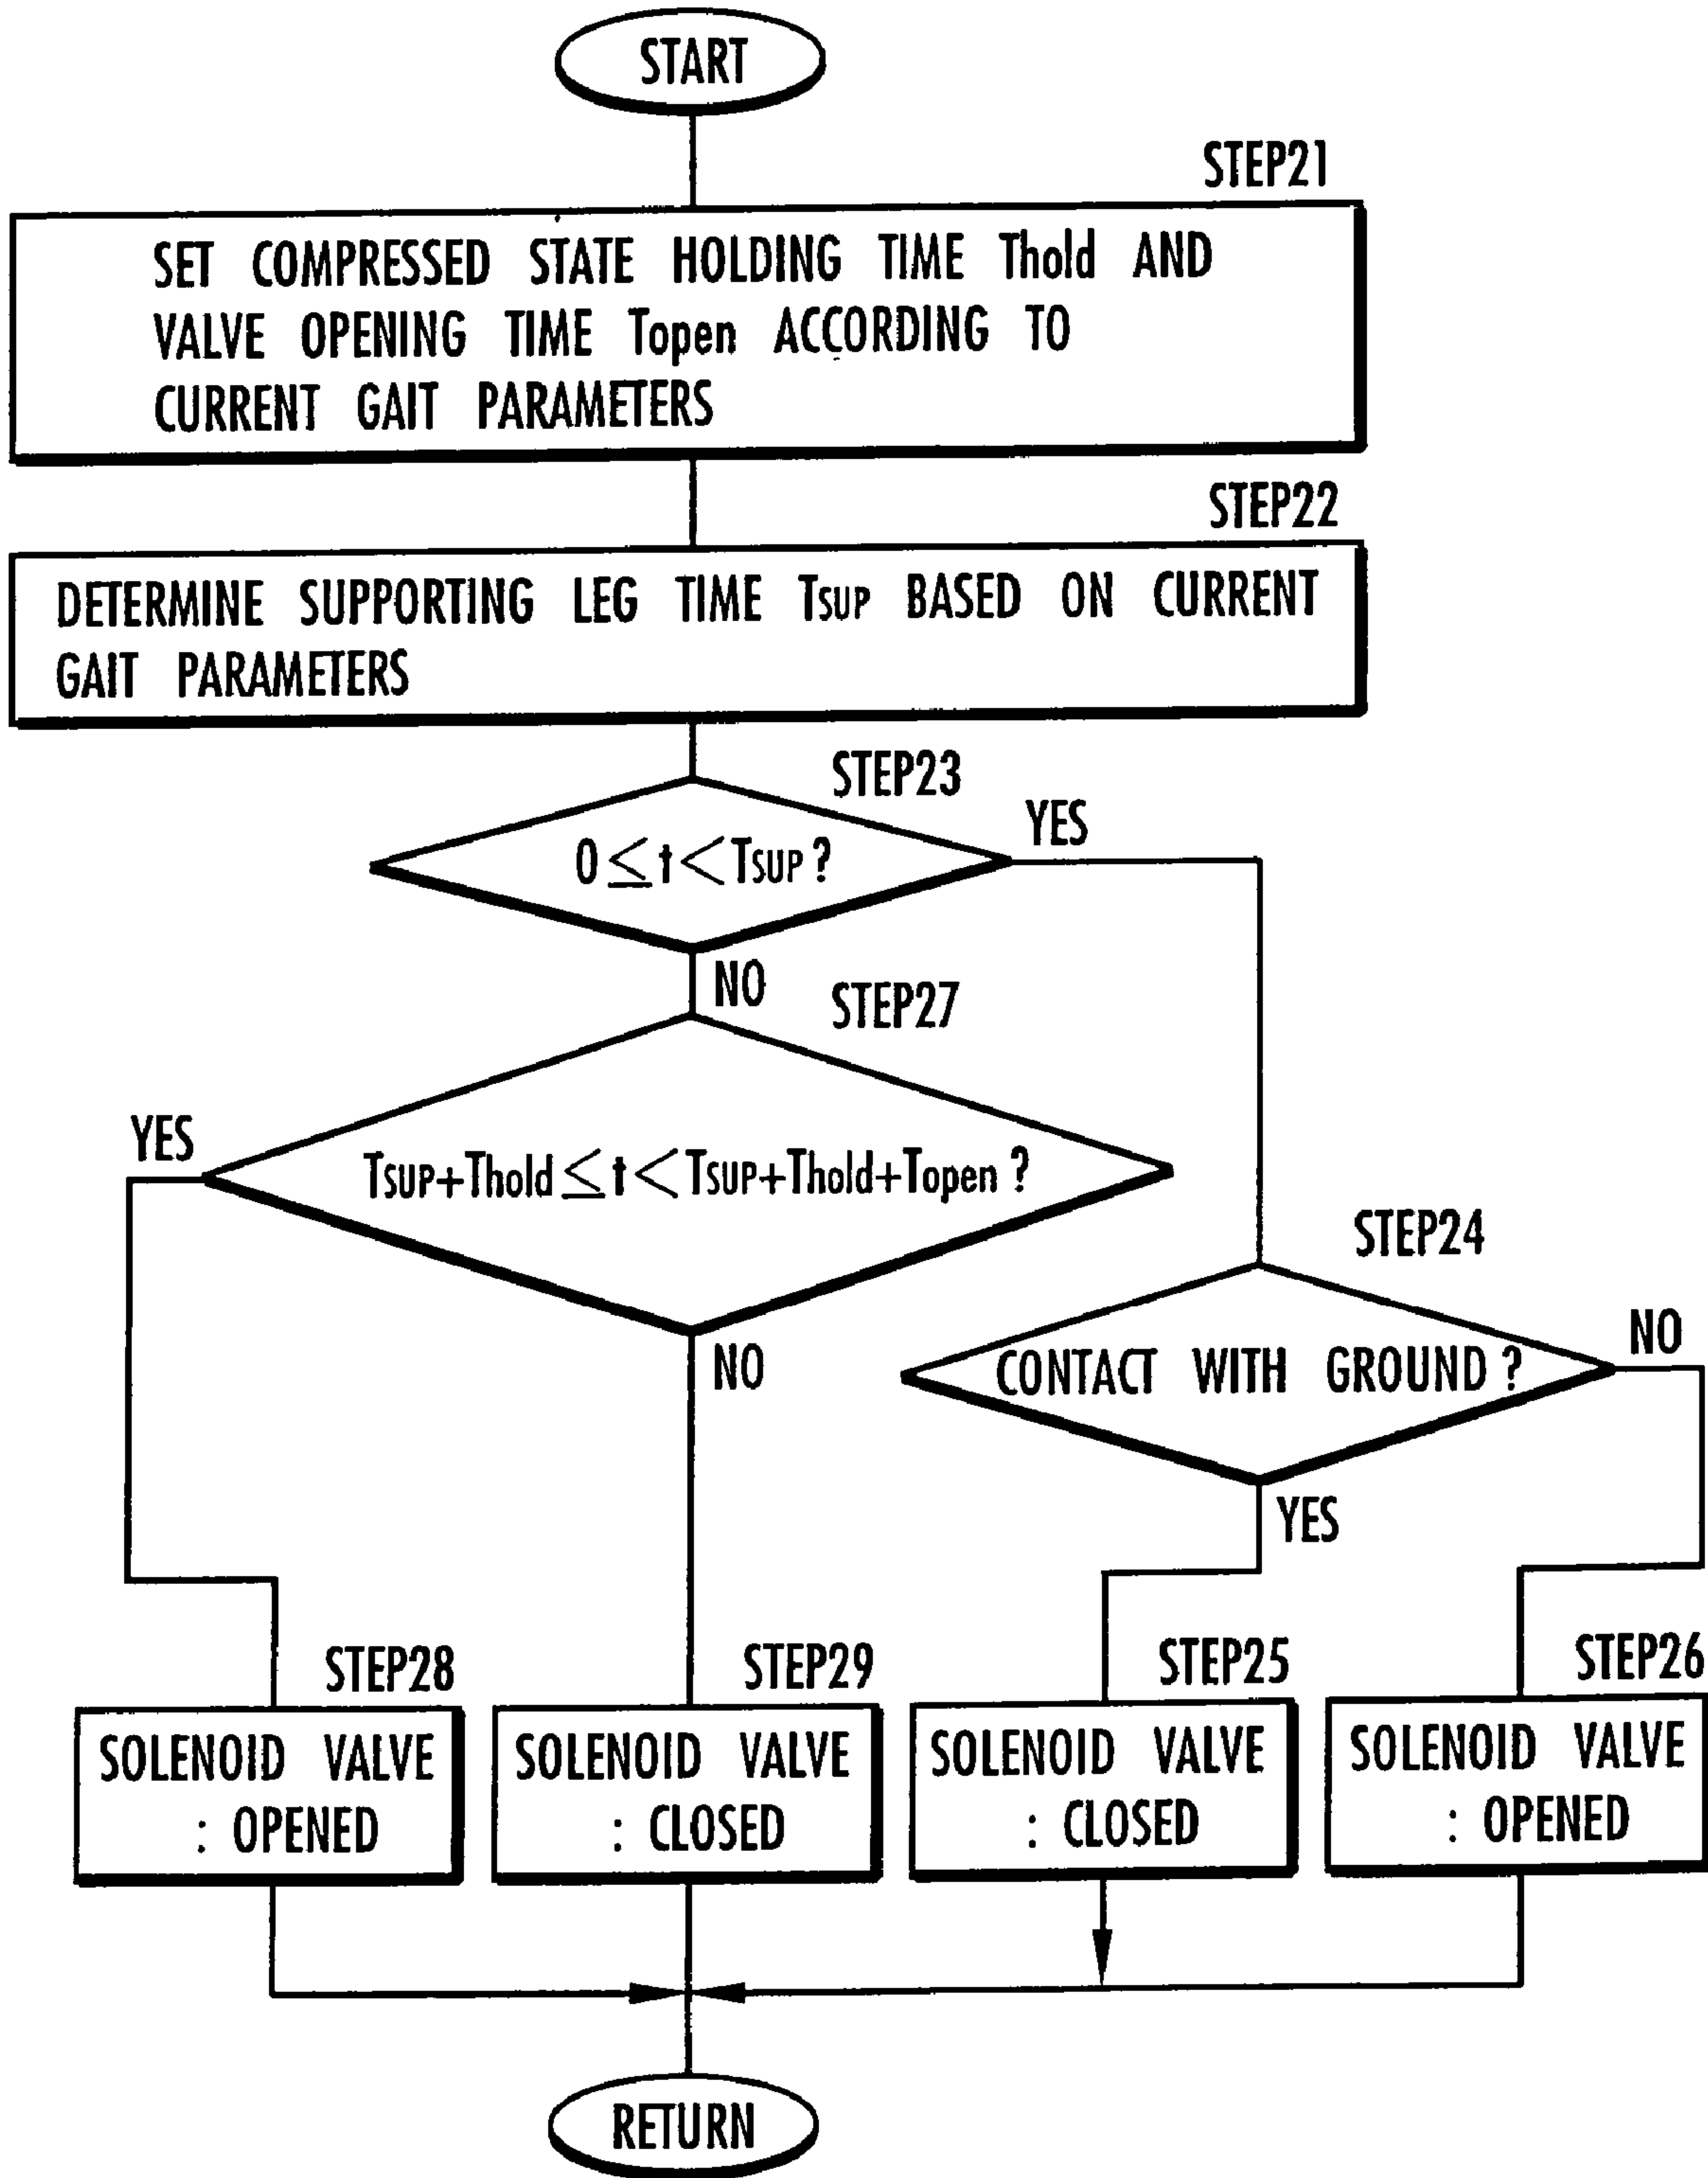 START
STEP21
SET COMPRESSED STATE HOLDING TIME Thold AND
VALVE OPENING TIME Topen ACCORDING TO
CURRENT GAIT PARAMETERS
STEP22
DETERMINE SUPPORTING LEG TIME TSUP BASED ON CURRENT
GAIT PARAMETERS
STEP23
0≦t<TSUP?
YES
NO
STEP27
YES
TSUP+Thold≦t<TSUP+Thold+Topen?
NO
STEP24
CONTACT WITH GROUND?
NO
YES
STEP28
SOLENOID VALVE
: OPENED
STEP29
SOLENOID VALVE
: CLOSED
STEP25
SOLENOID VALVE
: CLOSED
STEP26
SOLENOID VALVE
: OPENED
RETURN